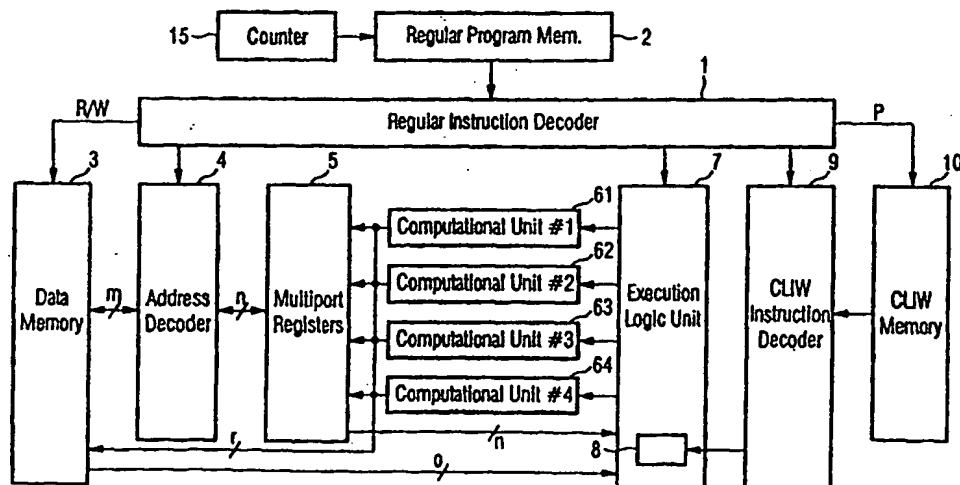 15
Counter
Regular Program Mem.
2
1
R/W
Regular Instruction Decoder
P
3
4
5
7
9
10
61
Computational Unit #1
62
Computational Unit #2
63
Computational Unit #3
64
Computational Unit #4
Data
Memory
m
Address
Decoder
n
Multiport
Registers
Execution
Logic Unit
CLIW
Instruction
Decoder
CLIW
Memory
r
n
o
8